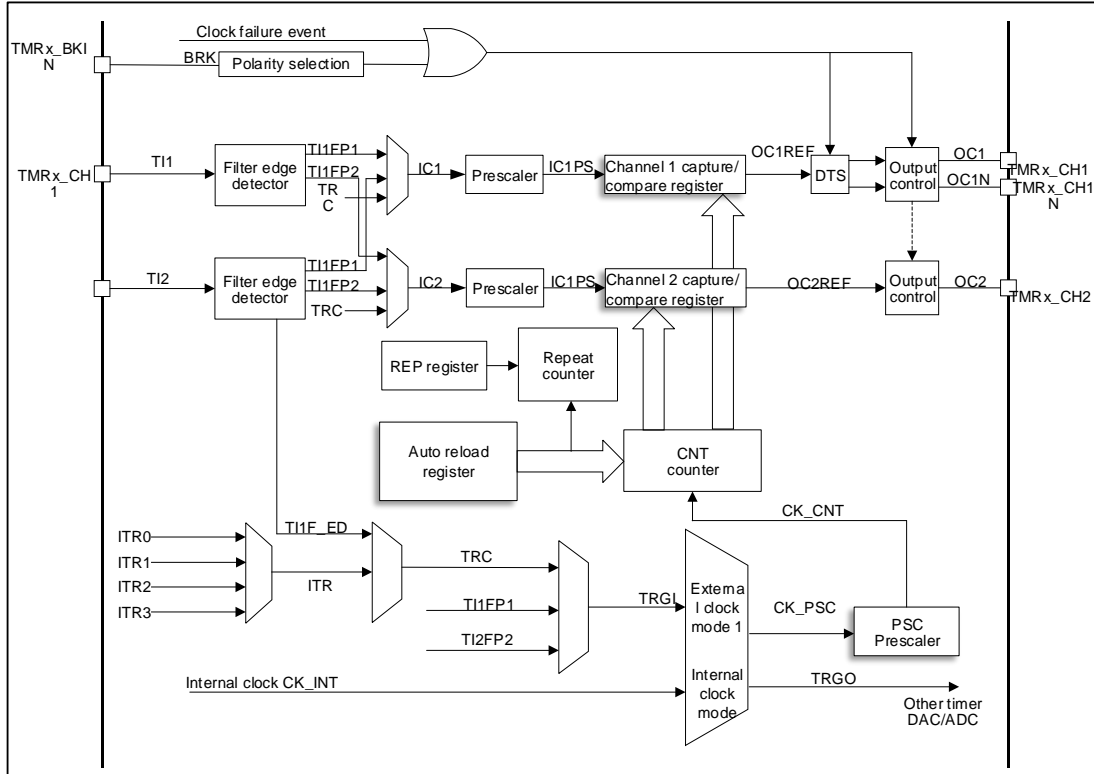 Clock failure event
TMRx_BKI
N
BRK
Polarity selection
TMRx_CH
1
TI1
Filter edge
detector
TI1FP1
TI1FP2
TR
C
IC1
Prescaler
IC1PS
Channel 1 capture/
compare register
OC1REF
DTS
Output
control
OC1
OC1N
TMRx_CH1
TMRx_CH1
N
TI2
Filter edge
detector
TI1FP1
TI1FP2
TRC
IC2
Prescaler
IC1PS
Channel 2 capture/
compare register
OC2REF
Output
control
OC2
TMRx_CH2
REP register
Repeat
counter
Auto reload
register
CNT
counter
CK_CNT
ITR0
ITR1
ITR2
ITR3
ITR
TI1F_ED
TRC
TI1FP1
TI2FP2
TRGI
Externa
l clock
mode 1
Internal
clock
mode
CK_PSC
PSC
Prescaler
Internal clock CK_INT
TRGO
Other timer
DAC/ADC